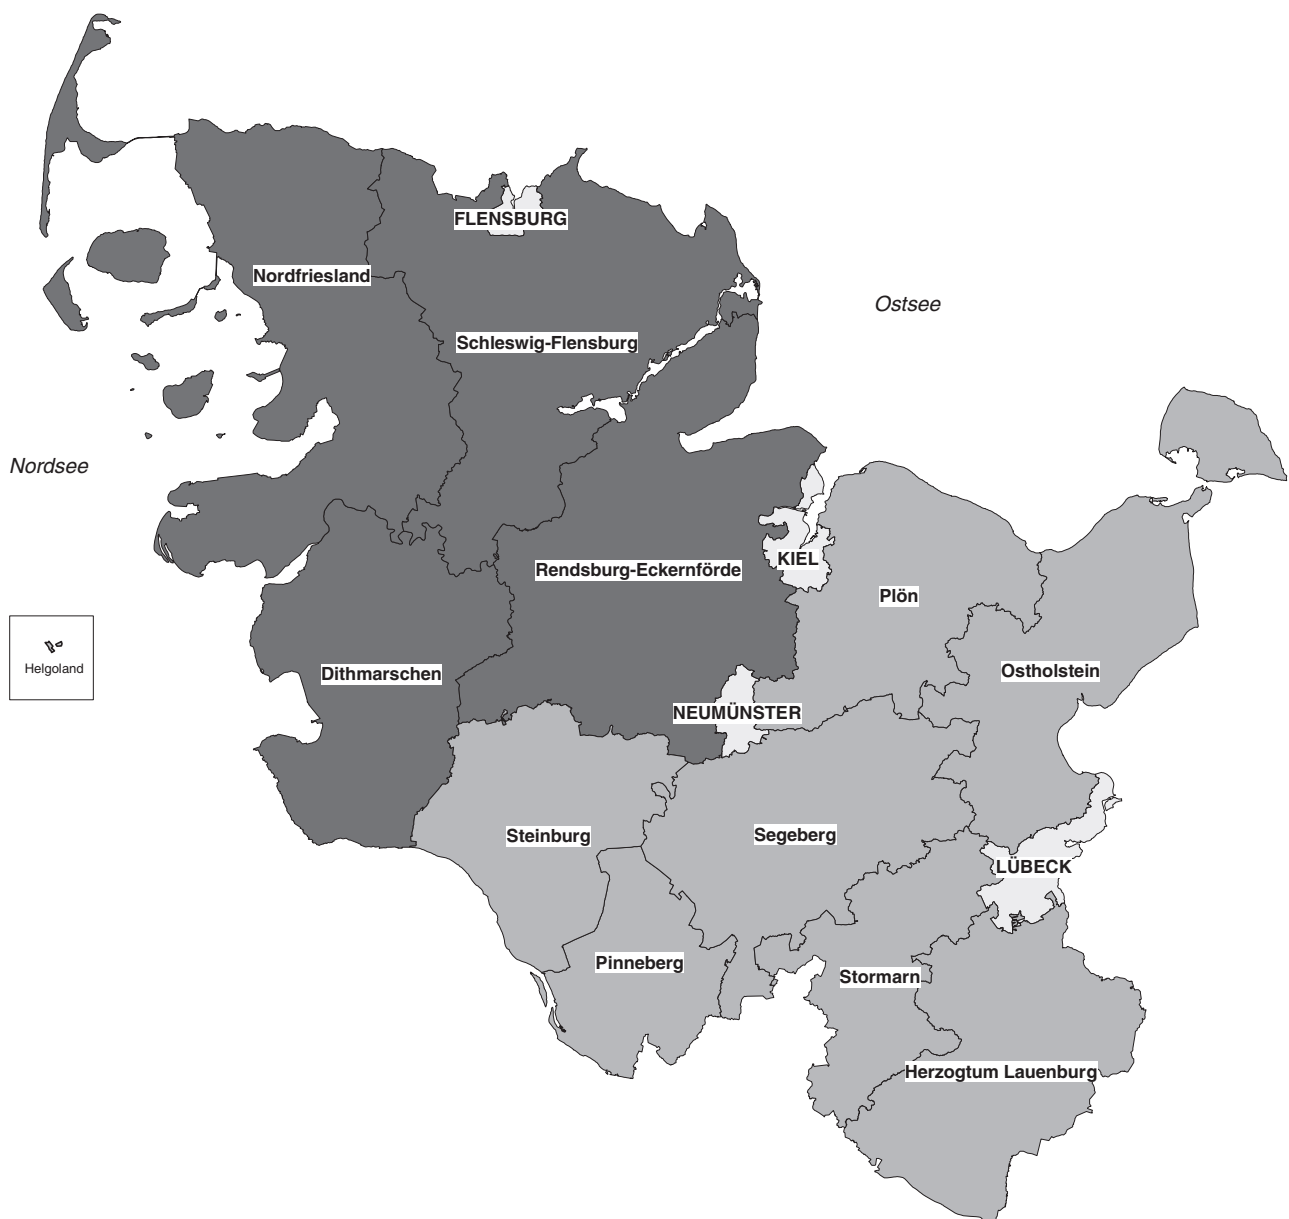 FLENSBURG
Nordfriesland
Ostsee
Schleswig-Flensburg
Nordsee
KIEL
Rendsburg-Eckernförde
Plön
Helgoland
Dithmarschen
Ostholstein
NEUMÜNSTER
Steinburg
Segeberg
LÜBECK
Pinneberg
Stormarn
Herzogtum Lauenburg